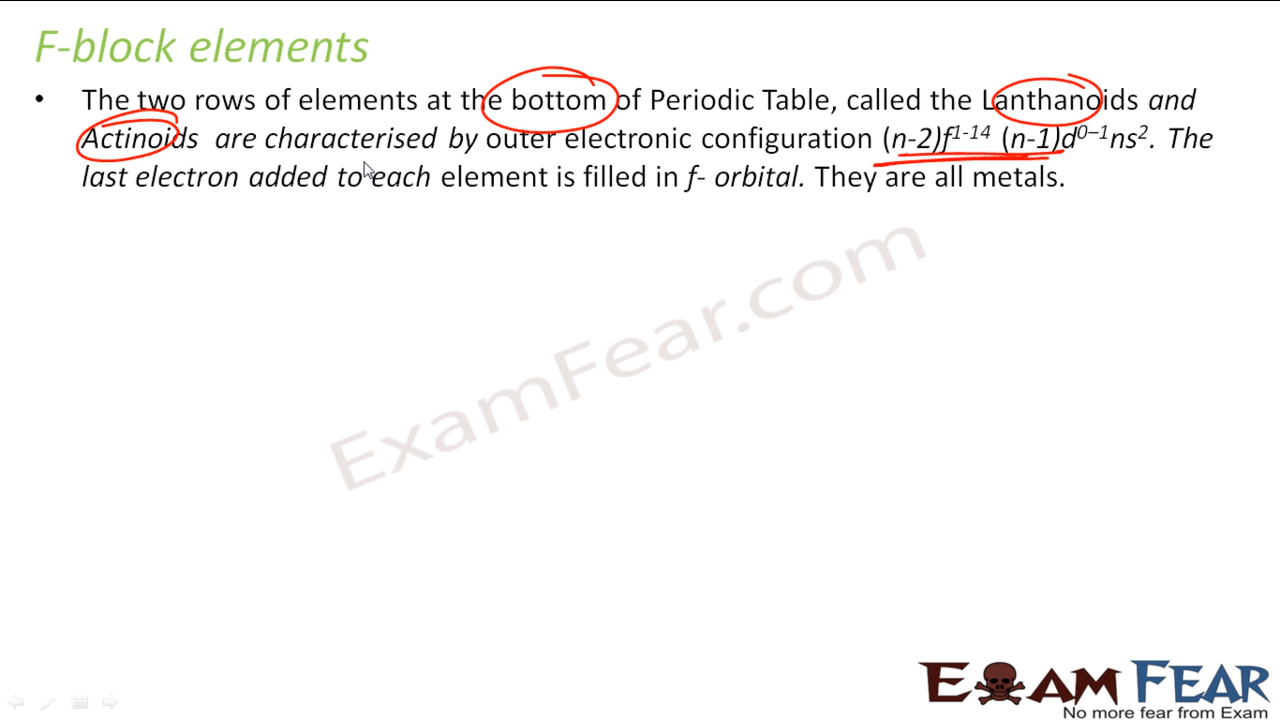 F-block elements
• The two rows of elements at the bottom of Periodic Table, called the Lanthanoids and
Actinoids are characterised by outer electronic configuration (n-2)f¹⁻¹⁴ (n-1)d⁰⁻¹ns². The
last electron added to each element is filled in f- orbital. They are all metals.
ExamFear.com
EXAM FEAR
No more fear from Exam